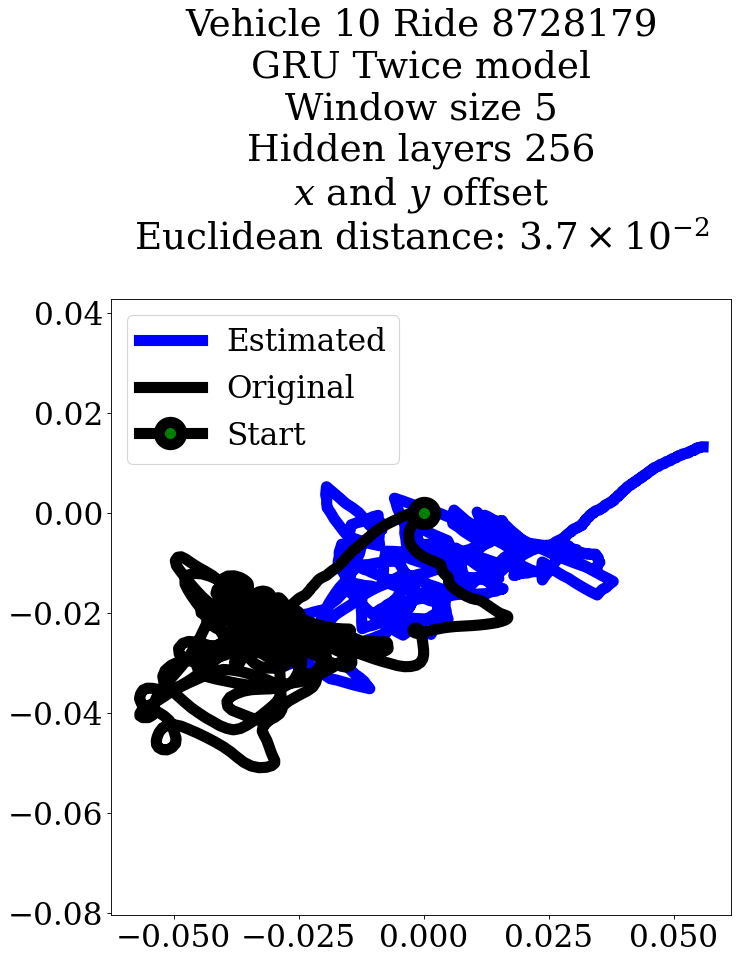 Vehicle 10 Ride 8728179
GRU Twice model
Window size 5
Hidden layers 256
x and y offset
Euclidean distance: 3.7 × 10⁻²
0.04
Estimated
Original
0.02
Start
0.00
−0.02
−0.04
−0.06
−0.08
−0.050 −0.025 0.000 0.025 0.050